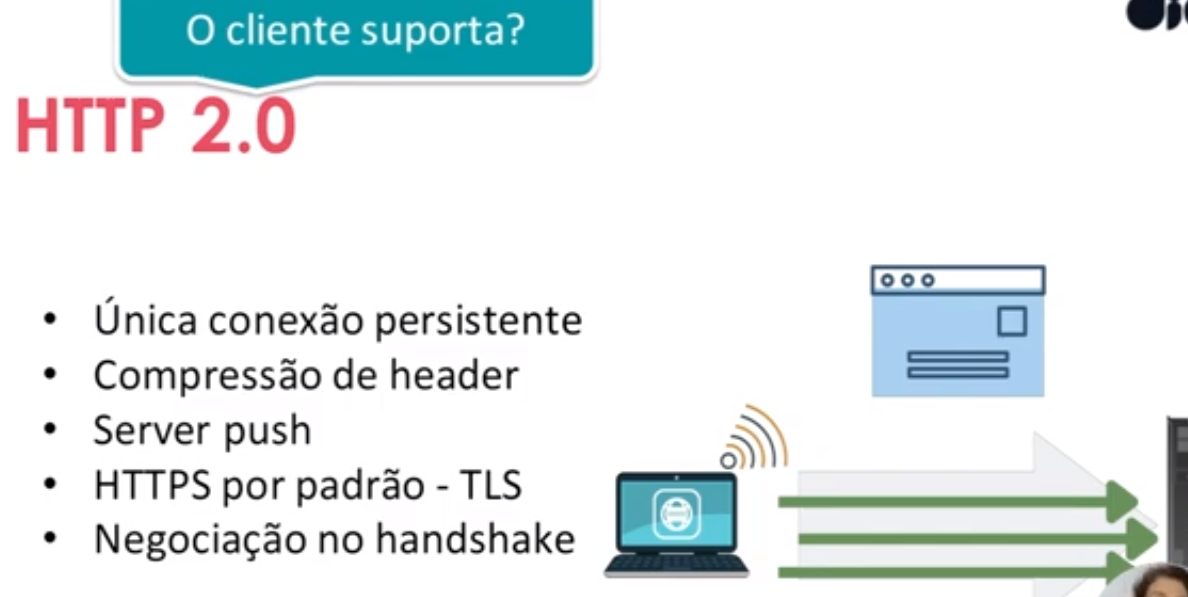 O cliente suporta?
HTTP 2.0
• Única conexão persistente
• Compressão de header
• Server push
• HTTPS por padrão - TLS
• Negociação no handshake